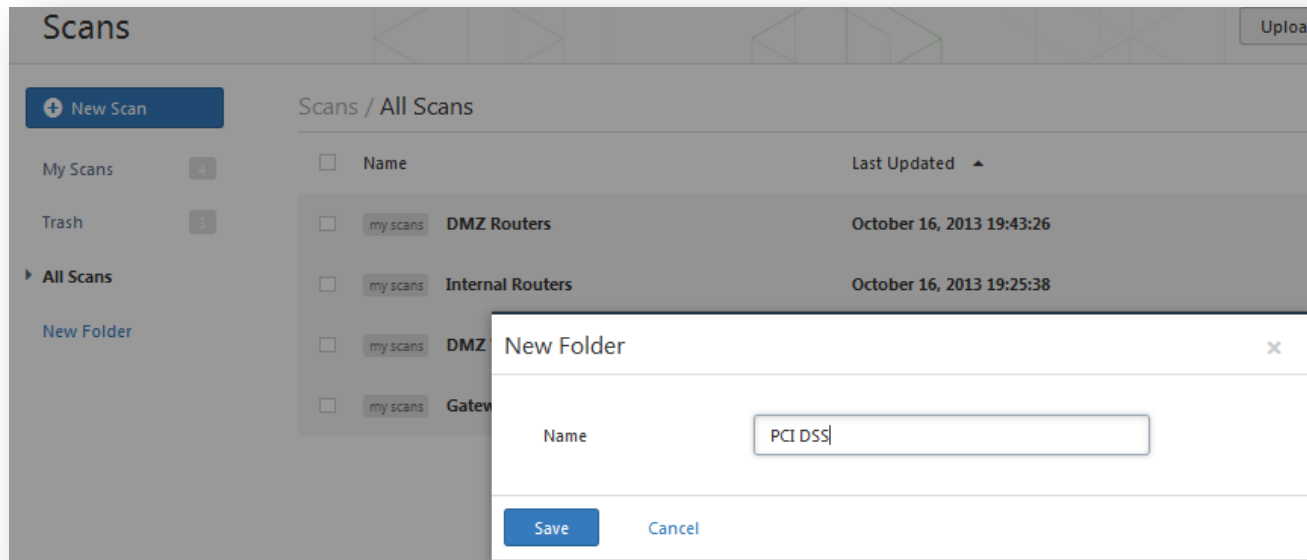 Scans
New Scan
Scans / All Scans
My Scans 4
Name Last Updated
Trash 3
my scans DMZ Routers October 16, 2013 19:43:26
All Scans
my scans Internal Routers October 16, 2013 19:25:38
New Folder
my scans DMZ
my scans
New Folder
Name PCI DSS
Save Cancel